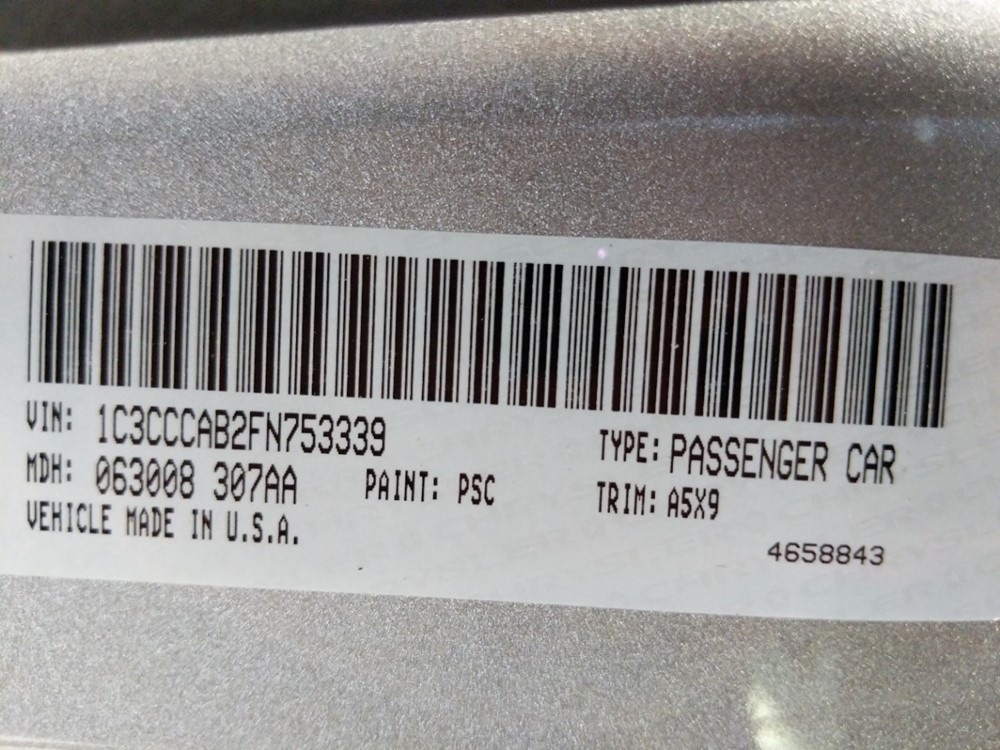 VIN: 1C3CCCAB2FN753339 TYPE: PASSENGER CAR
MDH: 063008 307AA PAINT: PSC TRIM: A5X9
VEHICLE MADE IN U.S.A.
4658843